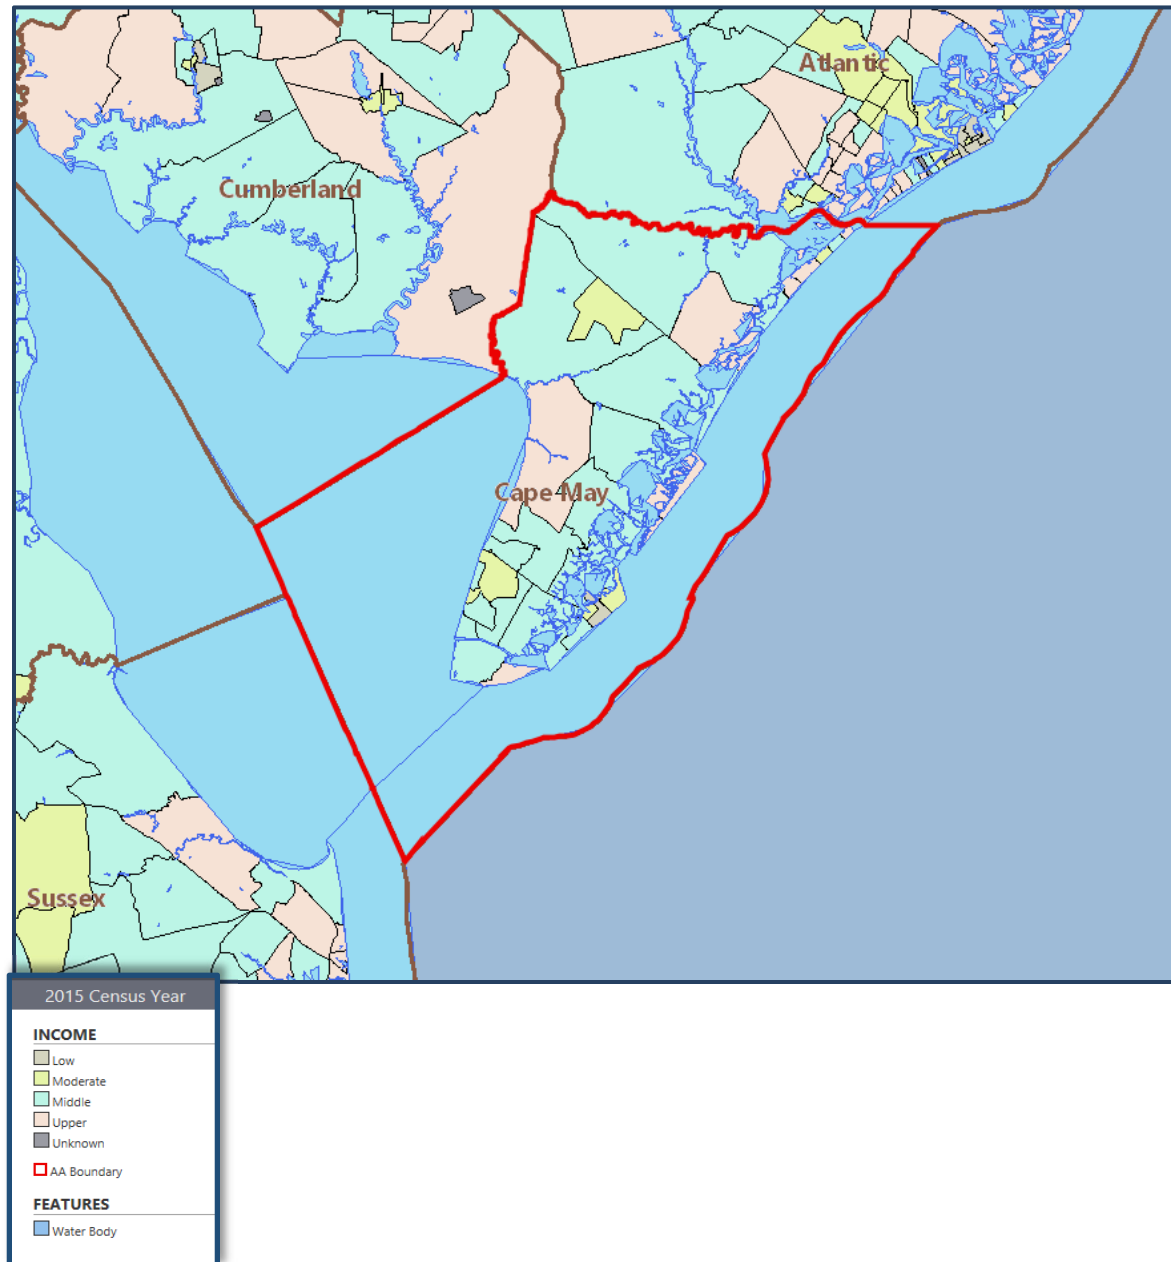 Atlantic
Cumberland
Cape May
Sussex
2015 Census Year
INCOME
Low
Moderate
Middle
Upper
Unknown
AA Boundary
FEATURES
Water Body